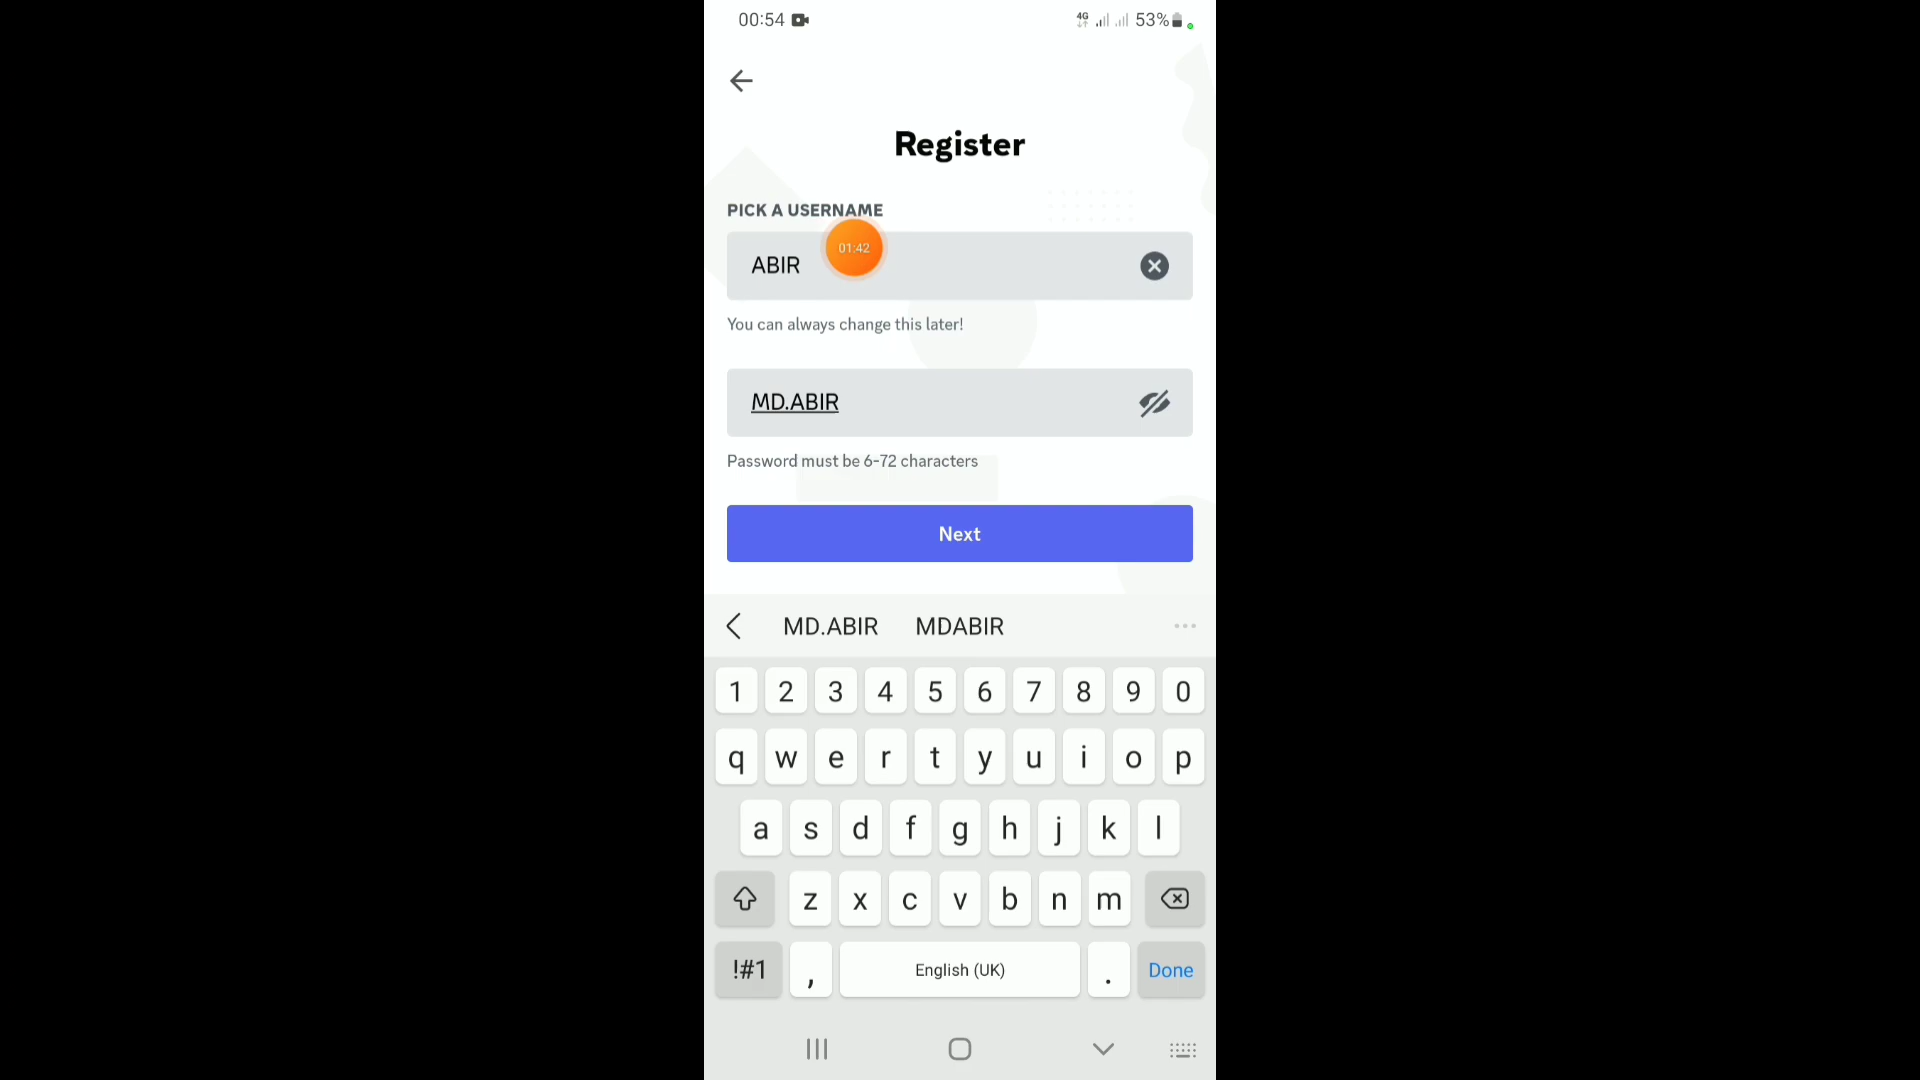 00:54 4G 53%
Register
PICK A USERNAME
01:42
ABIR
You can always change this later!
MD.ABIR
Password must be 6-72 characters
Next
MD.ABIR MDABIR
1 2 3 4 5 6 7 8 9 0
q w e r t y u i o p
a s d f g h j k l
z x c v b n m
!#1 , English (UK) . Done